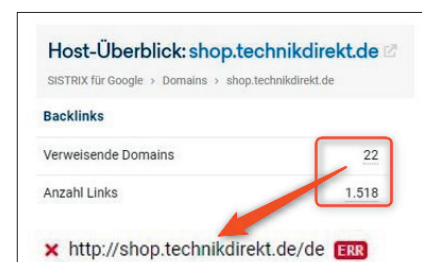 Host-Überblick: shop.technikdirekt.de
SISTRIX für Google > Domains > shop.technikdirekt.de
Backlinks
Verweisende Domains 22
Anzahl Links 1.518
× http://shop.technikdirekt.de/de ERR